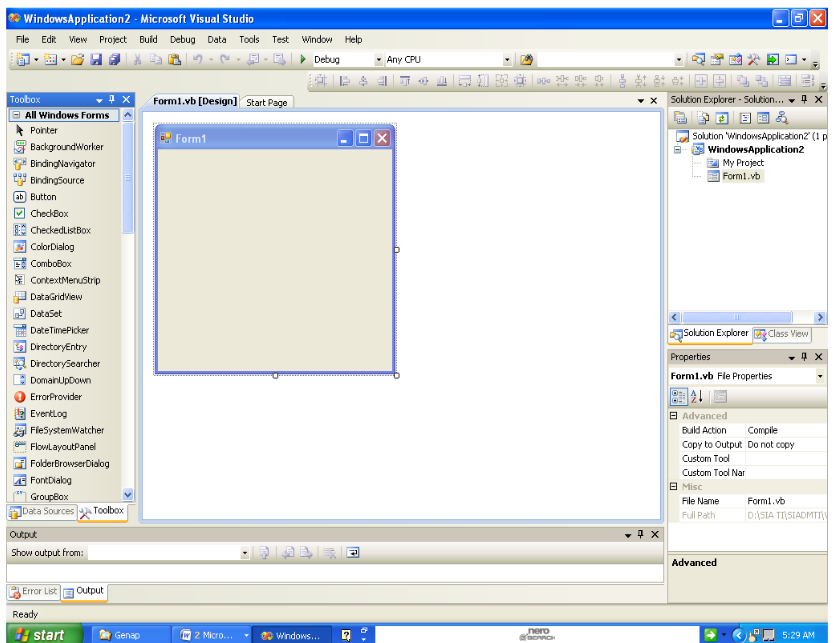 WindowsApplication2 - Microsoft Visual Studio
File Edit View Project Build Debug Data Tools Test Window Help
Debug Any CPU
Toolbox
All Windows Forms
Pointer
BackgroundWorker
BindingNavigator
BindingSource
Button
CheckBox
CheckedListBox
ColorDialog
ComboBox
ContextMenuStrip
DataGridView
DataSet
DateTimePicker
DirectoryEntry
DirectorySearcher
DomainUpDown
ErrorProvider
EventLog
FileSystemWatcher
FlowLayoutPanel
FolderBrowserDialog
FontDialog
GroupBox
Data Sources Toolbox
Form1.vb [Design] Start Page
Form1
Solution Explorer - Solution...
Solution 'WindowsApplication2' (1 p
WindowsApplication2
My Project
Form1.vb
Solution Explorer Class View
Properties
Form1.vb File Properties
Advanced
Build Action Compile
Copy to Output Do not copy
Custom Tool
Custom Tool Nar
Misc
File Name Form1.vb
Full Path D:\SIA TI\SIADMTI\
Advanced
Output
Show output from:
Error List Output
Ready
start Genap 2 Micro... Windows... nero SEARCH 5:29 AM